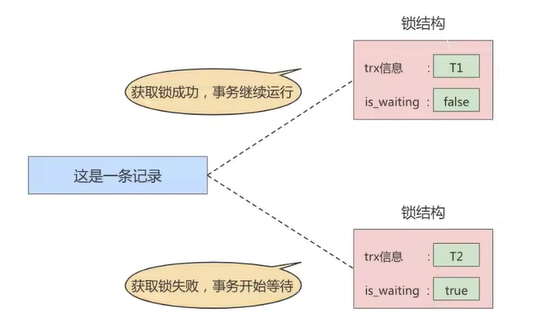 锁结构
trx信息 : T1
获取锁成功，事务继续运行
is_waiting : false
这是一条记录
锁结构
trx信息 : T2
获取锁失败，事务开始等待
is_waiting : true